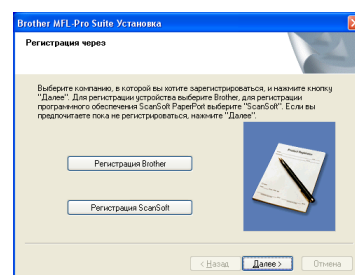 Brother MFL-Pro Suite Установка
Регистрация через
Выберите компанию, в которой вы хотите зарегистрироваться, и нажмите кнопку
"Далее". Для регистрации устройства выберите Brother, для регистрации
программного обеспечения ScanSoft PaperPort выберите "ScanSoft". Если вы
предпочитаете пока не регистрироваться, нажмите "Далее".
Регистрация Brother
Регистрация ScanSoft
< Назад
Далее >
Отмена